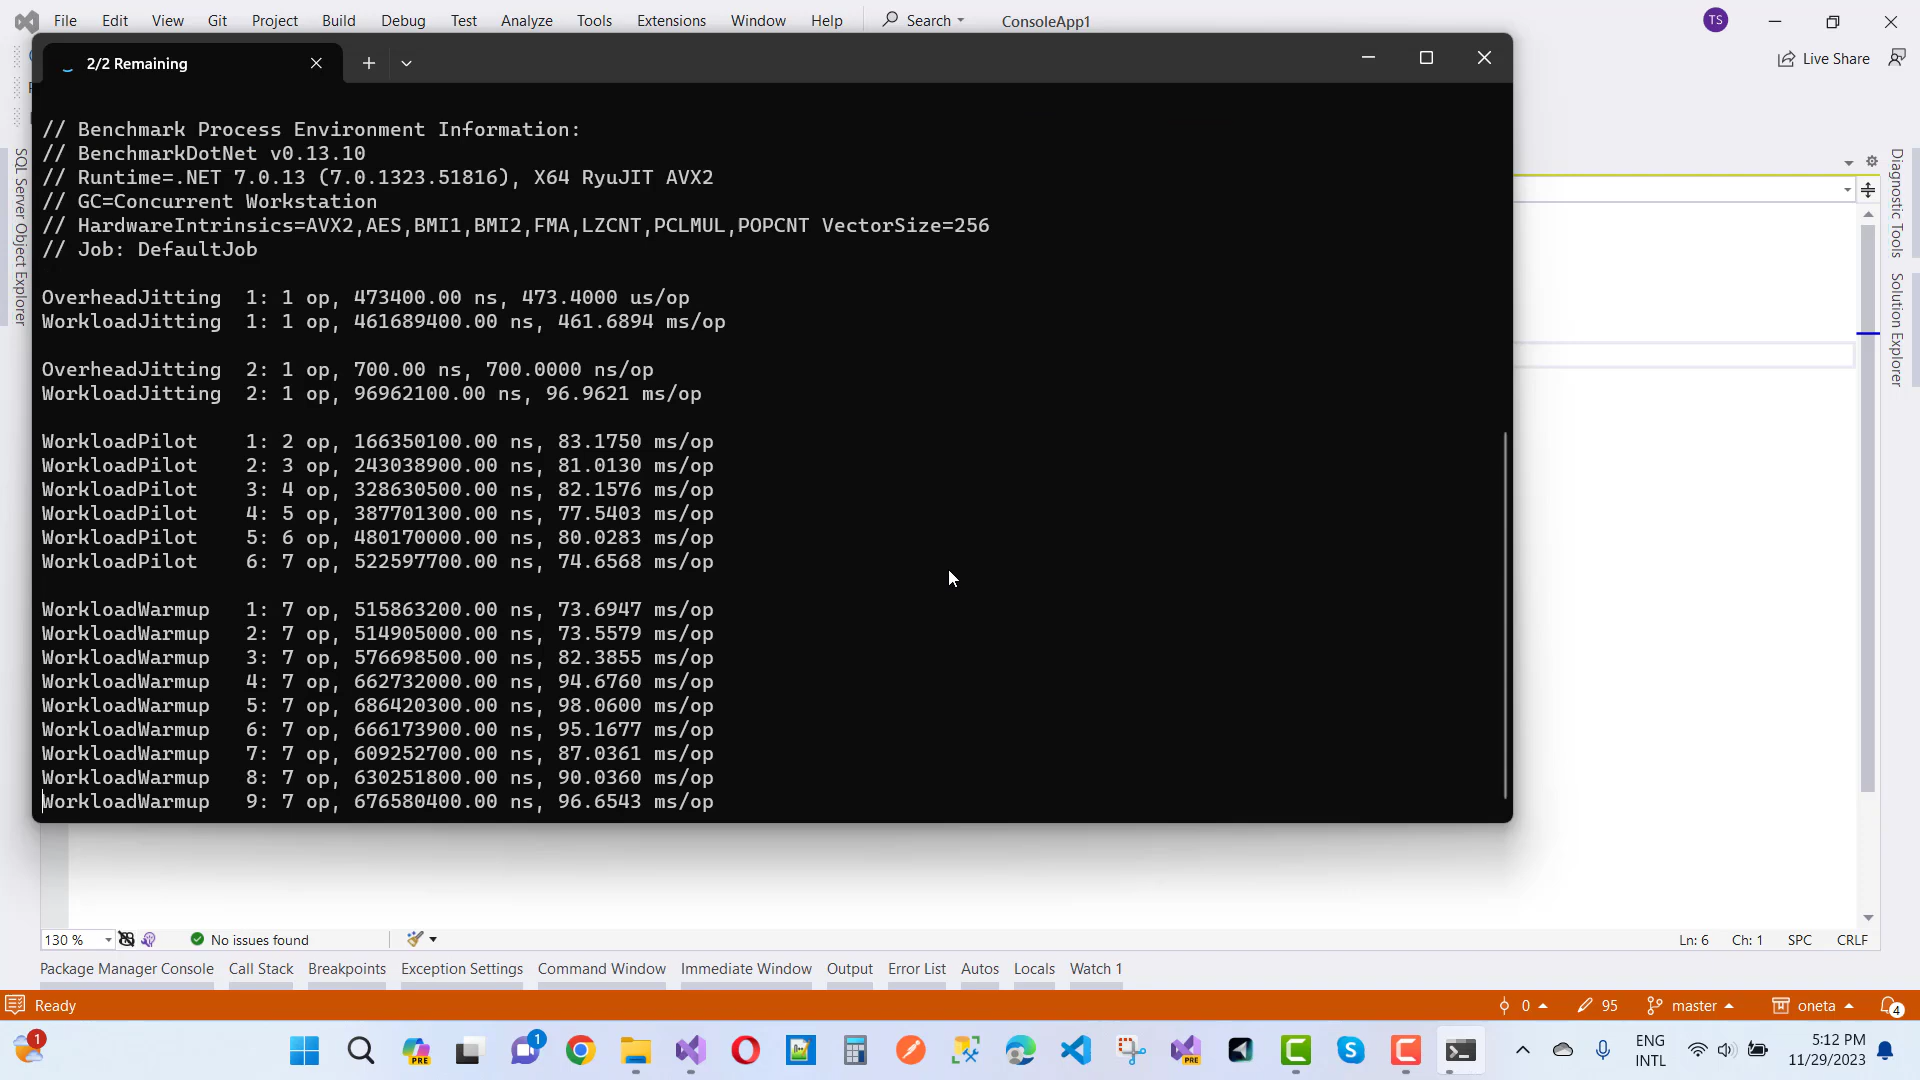 File Edit View Git Project Build Debug Test Analyze Tools Extensions Window Help Search ConsoleApp1 TS
2/2 Remaining
Live Share
// Benchmark Process Environment Information:
// BenchmarkDotNet v0.13.10
// Runtime=.NET 7.0.13 (7.0.1323.51816), X64 RyuJIT AVX2
// GC=Concurrent Workstation
// HardwareIntrinsics=AVX2,AES,BMI1,BMI2,FMA,LZCNT,PCLMUL,POPCNT VectorSize=256
// Job: DefaultJob
OverheadJitting  1: 1 op, 473400.00 ns, 473.4000 us/op
WorkloadJitting  1: 1 op, 461689400.00 ns, 461.6894 ms/op
OverheadJitting  2: 1 op, 700.00 ns, 700.0000 ns/op
WorkloadJitting  2: 1 op, 96962100.00 ns, 96.9621 ms/op
WorkloadPilot    1: 2 op, 166350100.00 ns, 83.1750 ms/op
WorkloadPilot    2: 3 op, 243038900.00 ns, 81.0130 ms/op
WorkloadPilot    3: 4 op, 328630500.00 ns, 82.1576 ms/op
WorkloadPilot    4: 5 op, 387701300.00 ns, 77.5403 ms/op
WorkloadPilot    5: 6 op, 480170000.00 ns, 80.0283 ms/op
WorkloadPilot    6: 7 op, 522597700.00 ns, 74.6568 ms/op
WorkloadWarmup   1: 7 op, 515863200.00 ns, 73.6947 ms/op
WorkloadWarmup   2: 7 op, 514905000.00 ns, 73.5579 ms/op
WorkloadWarmup   3: 7 op, 576698500.00 ns, 82.3855 ms/op
WorkloadWarmup   4: 7 op, 662732000.00 ns, 94.6760 ms/op
WorkloadWarmup   5: 7 op, 686420300.00 ns, 98.0600 ms/op
WorkloadWarmup   6: 7 op, 666173900.00 ns, 95.1677 ms/op
WorkloadWarmup   7: 7 op, 609252700.00 ns, 87.0361 ms/op
WorkloadWarmup   8: 7 op, 630251800.00 ns, 90.0360 ms/op
WorkloadWarmup   9: 7 op, 676580400.00 ns, 96.6543 ms/op
SQL Server Object Explorer
Diagnostic Tools
Solution Explorer
130 % No issues found Ln: 6 Ch: 1 SPC CRLF
Package Manager Console Call Stack Breakpoints Exception Settings Command Window Immediate Window Output Error List Autos Locals Watch 1
Ready 0 95 master oneta 4
1 PRE 1 PRE ENG 5:12 PM
INTL 11/29/2023